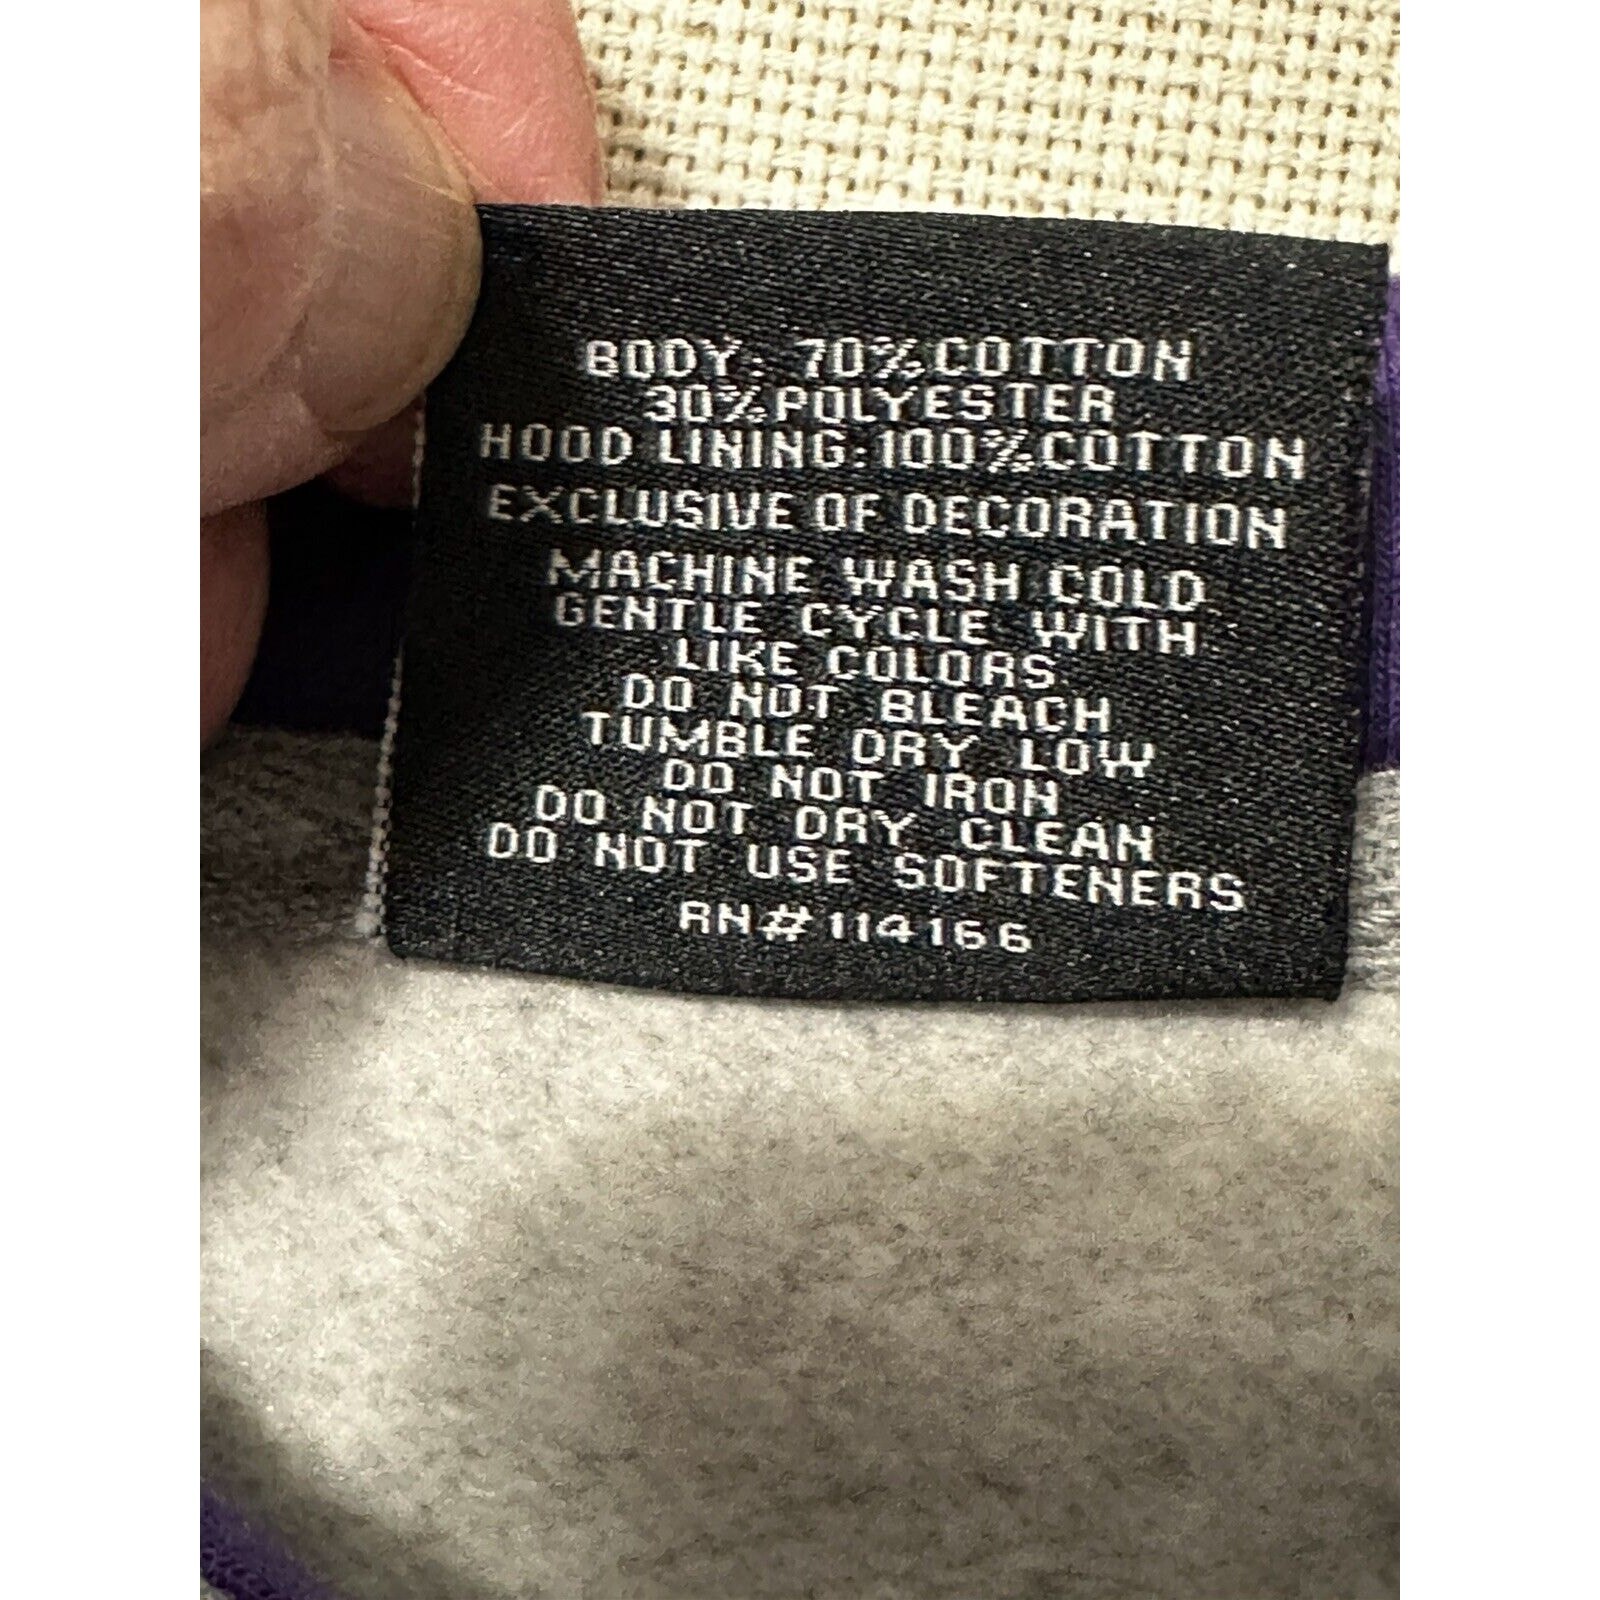 BODY: 70%COTTON
30%POLYESTER
HOOD LINING:100%COTTON
EXCLUSIVE OF DECORATION
MACHINE WASH COLD
GENTLE CYCLE WITH
LIKE COLORS
DO NOT BLEACH
TUMBLE DRY LOW
DO NOT IRON
DO NOT DRY CLEAN
DO NOT USE SOFTENERS
RN#114166